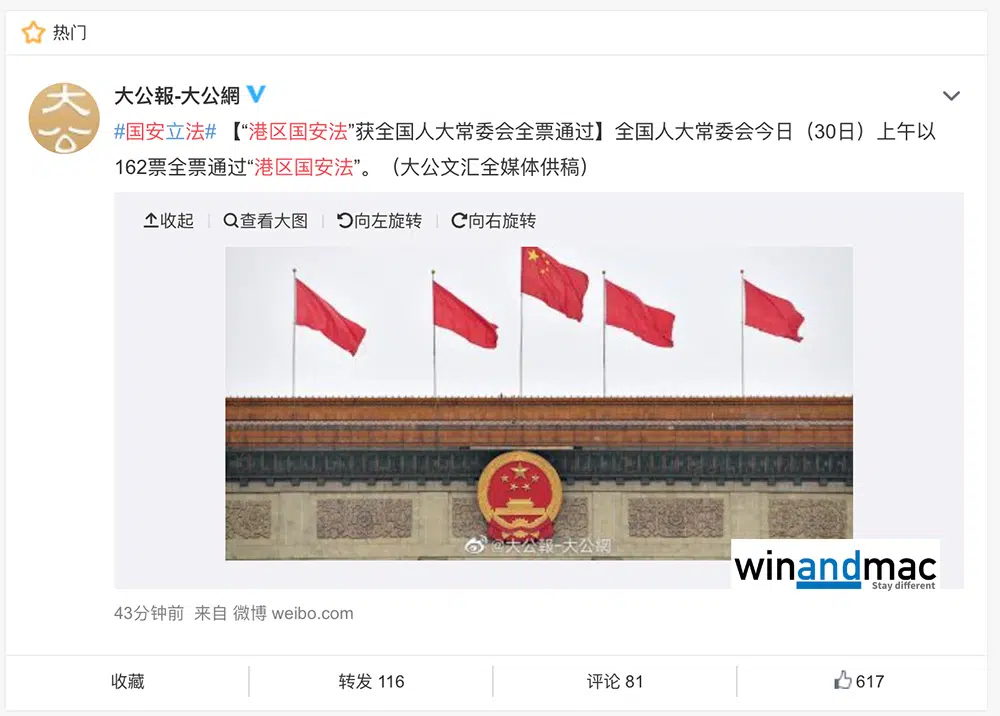 热门
大公報-大公網
#国安立法# 【“港区国安法”获全国人大常委会全票通过】全国人大常委会今日（30日）上午以
162票全票通过“港区国安法”。（大公文汇全媒体供稿）
收起 查看大图 向左旋转 向右旋转
@大公報-大公網
winandmac
Stay different
43分钟前 来自 微博 weibo.com
收藏 转发 116 评论 81 617
大公